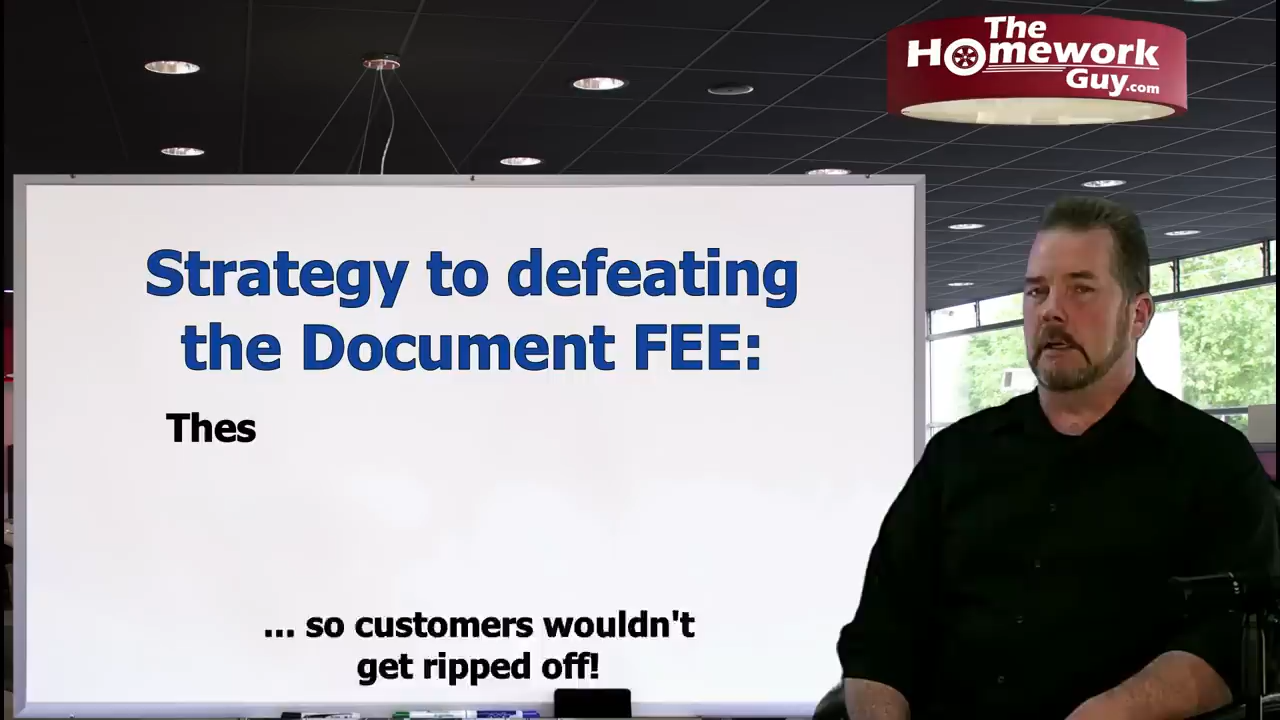 The
Homework
Guy.com
Strategy to defeating
the Document FEE:
Thes
... so customers wouldn't
get ripped off!